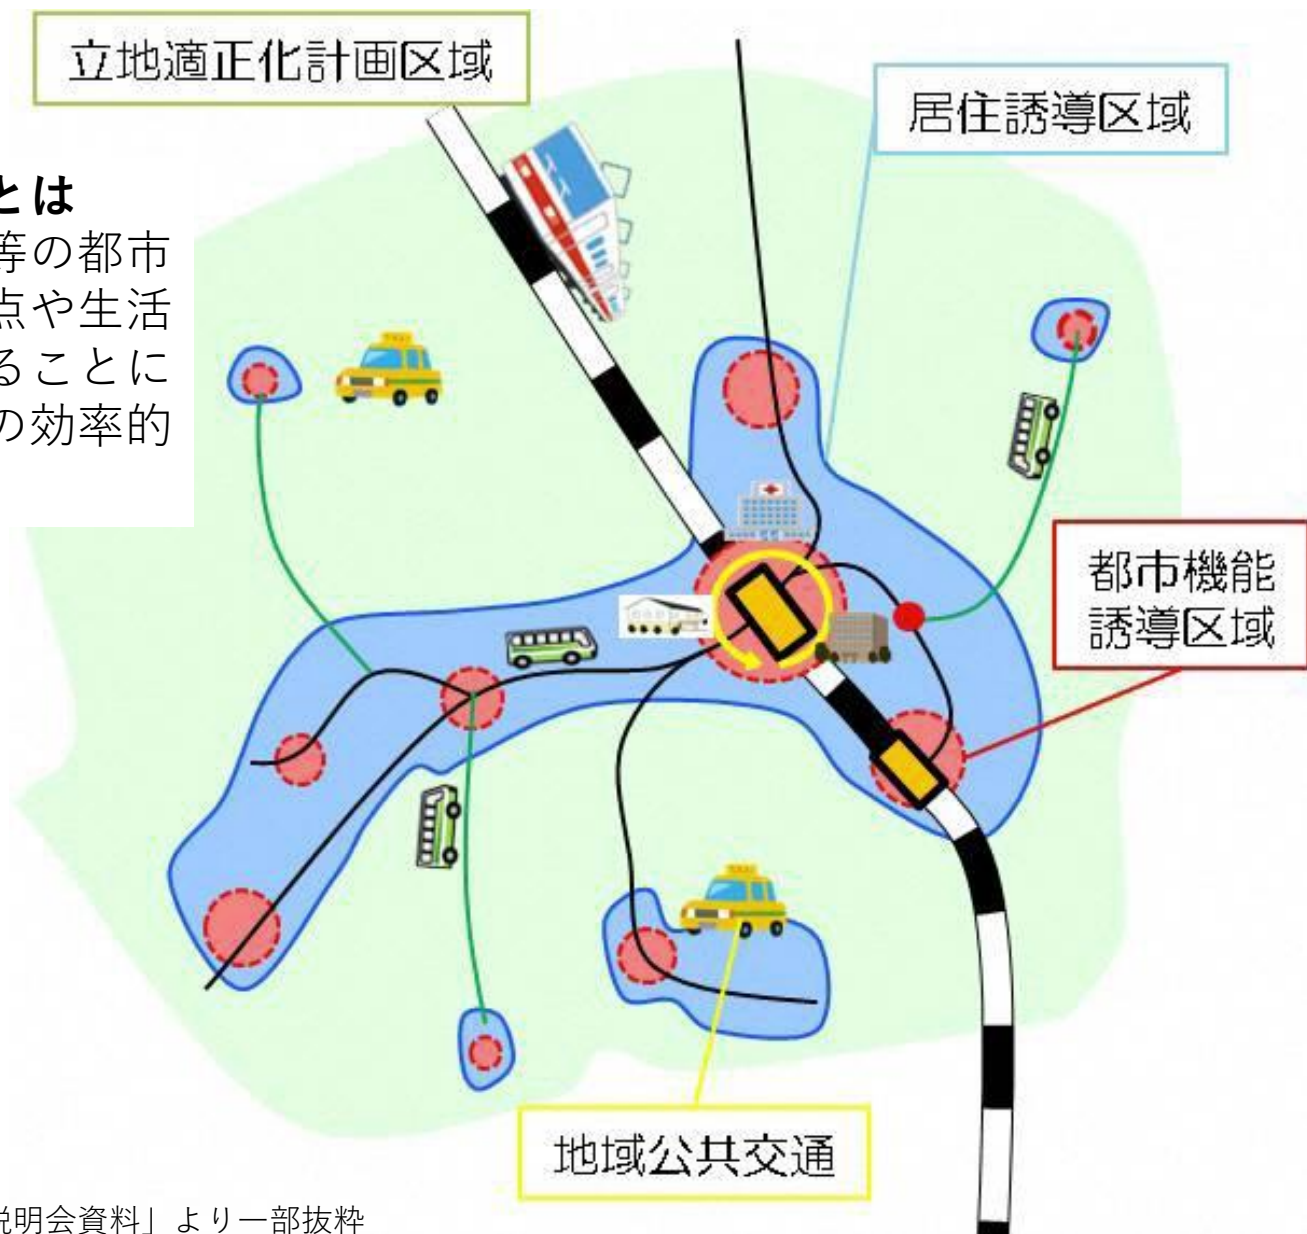 立地適正化計画区域
居住誘導区域
とは
等の都市
点や生活
ることに
の効率的
都市機能
誘導区域
地域公共交通
説明会資料」より一部抜粋